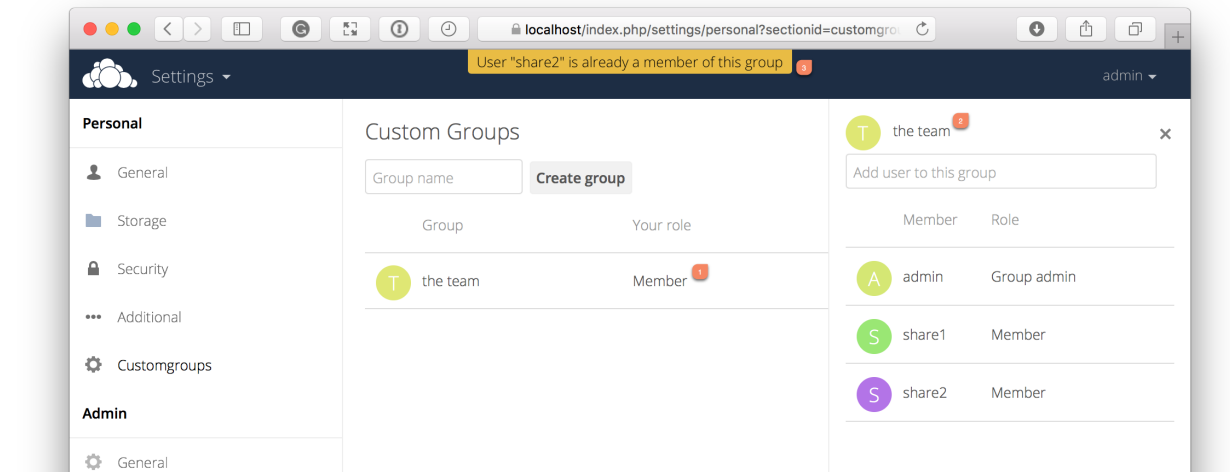 localhost/index.php/settings/personal?sectionid=customgro
User "share2" is already a member of this group 3
Settings
admin
Personal
General
Storage
Security
Additional
Customgroups
Admin
General
Custom Groups
Group name
Create group
Group Your role
T the team Member 1
T the team 2
Add user to this group
Member Role
A admin Group admin
S share1 Member
S share2 Member